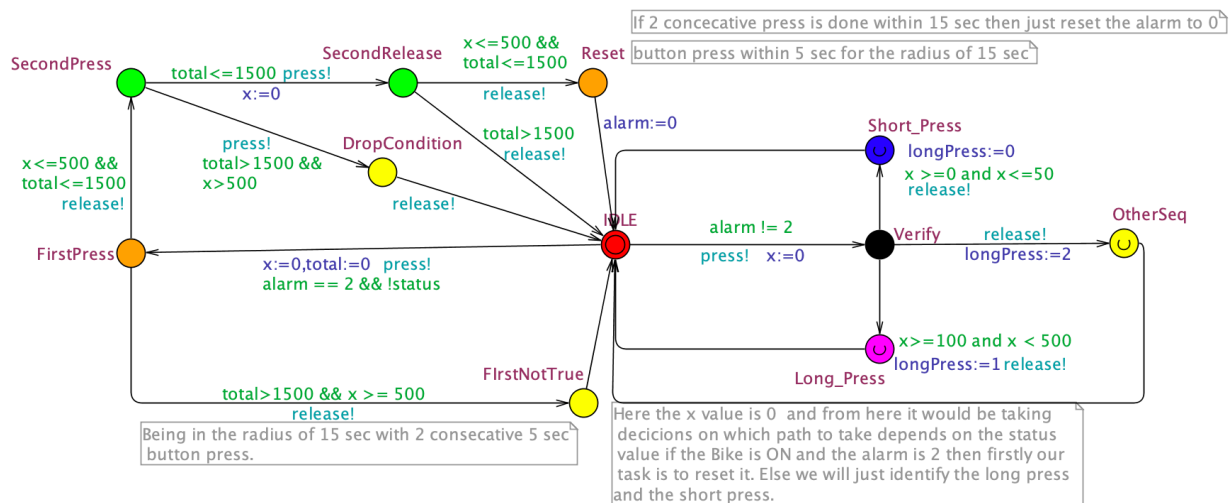 If 2 concecative press is done within 15 sec then just reset the alarm to 0
button press within 5 sec for the radius of 15 sec
SecondPress
total<=1500 press!
x:=0
SecondRelease
x<=500 &&
total<=1500
release!
Reset
alarm:=0
press!
total>1500 &&
x>500
DropCondition
total>1500
release!
release!
x<=500 &&
total<=1500
release!
FirstPress
x:=0,total:=0 press!
alarm == 2 && !status
IDLE
alarm != 2
press! x:=0
Verify
Short_Press
longPress:=0
x >=0 and x<=50
release!
release!
longPress:=2
OtherSeq
x>=100 and x < 500
longPress:=1 release!
Long_Press
FIrstNotTrue
total>1500 && x >= 500
release!
Being in the radius of 15 sec with 2 consecative 5 sec
button press.
Here the x value is 0 and from here it would be taking
decicions on which path to take depends on the status
value if the Bike is ON and the alarm is 2 then firstly our
task is to reset it. Else we will just identify the long press
and the short press.